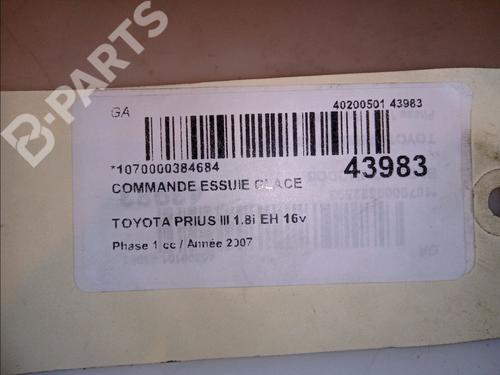 B-PARTS
GA
40200501 43983
*1070000384684
43983
COMMANDE ESSUIE GLACE
TOYOTA PRIUS III 1.8i EH 16v
Phase 1 cc / Année 2007